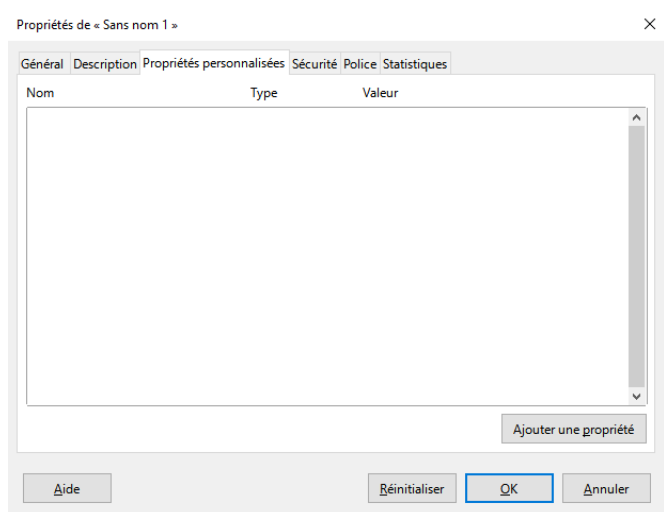 Propriétés de « Sans nom 1 »
Général Description Propriétés personnalisées Sécurité Police Statistiques
Nom Type Valeur
Ajouter une propriété
Aide Réinitialiser OK Annuler